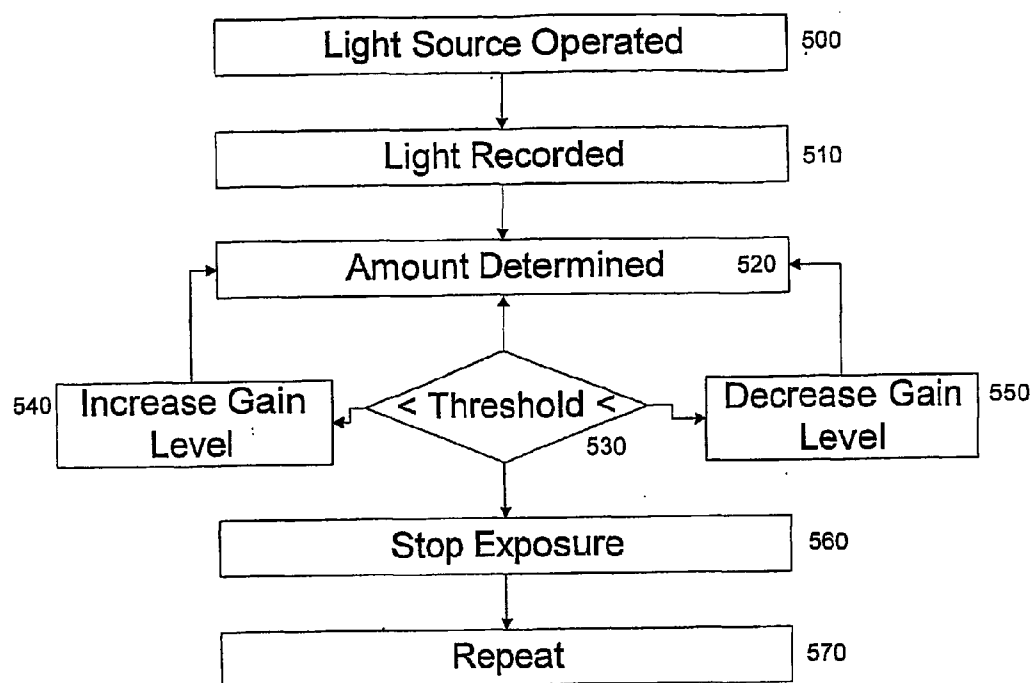 Light Source Operated 500
Light Recorded 510
Amount Determined 520
540 Increase Gain Level
< Threshold < 530
Decrease Gain Level 550
Stop Exposure 560
Repeat 570